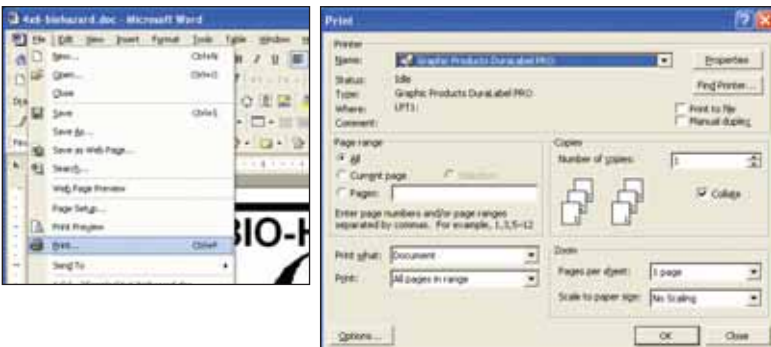 4x6-biohazard.doc - Microsoft Word
File Edit View Insert Format Tools Table Window
New... Ctrl+N
Open... Ctrl+O
Close
Save Ctrl+S
Save As...
Save as Web Page...
Search...
Web Page Preview
Page Setup...
Print Preview
Print... Ctrl+P
Send To
BIO-H
Print
Printer
Name: Graphic Products DuraLabel PRO
Properties
Status: Idle
Find Printer...
Type: Graphic Products DuraLabel PRO
Where: LPT1:
Print to file
Comment:
Manual duplex
Page range
All
Current page
Selection
Pages:
Enter page numbers and/or page ranges
separated by commas. For example, 1,3,5-12
Copies
Number of copies: 1
Collate
Print what: Document
Print: All pages in range
Zoom
Pages per sheet: 1 page
Scale to paper size: No Scaling
Options...
OK
Close